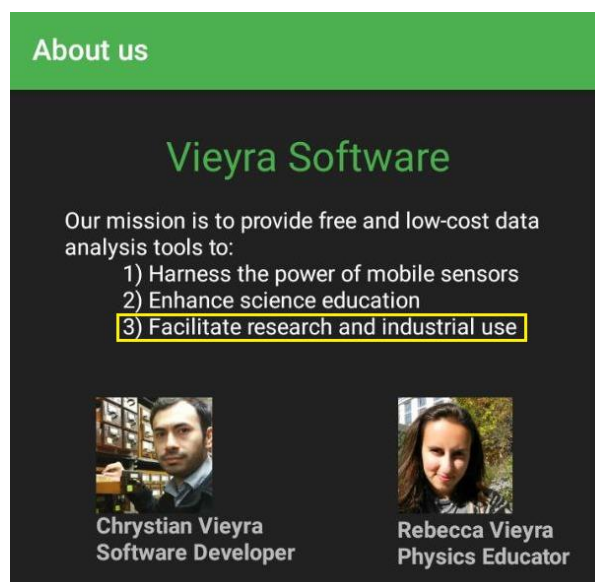 About us
Vieyra Software
Our mission is to provide free and low-cost data
analysis tools to:
1) Harness the power of mobile sensors
2) Enhance science education
3) Facilitate research and industrial use
Chrystian Vieyra
Software Developer
Rebecca Vieyra
Physics Educator